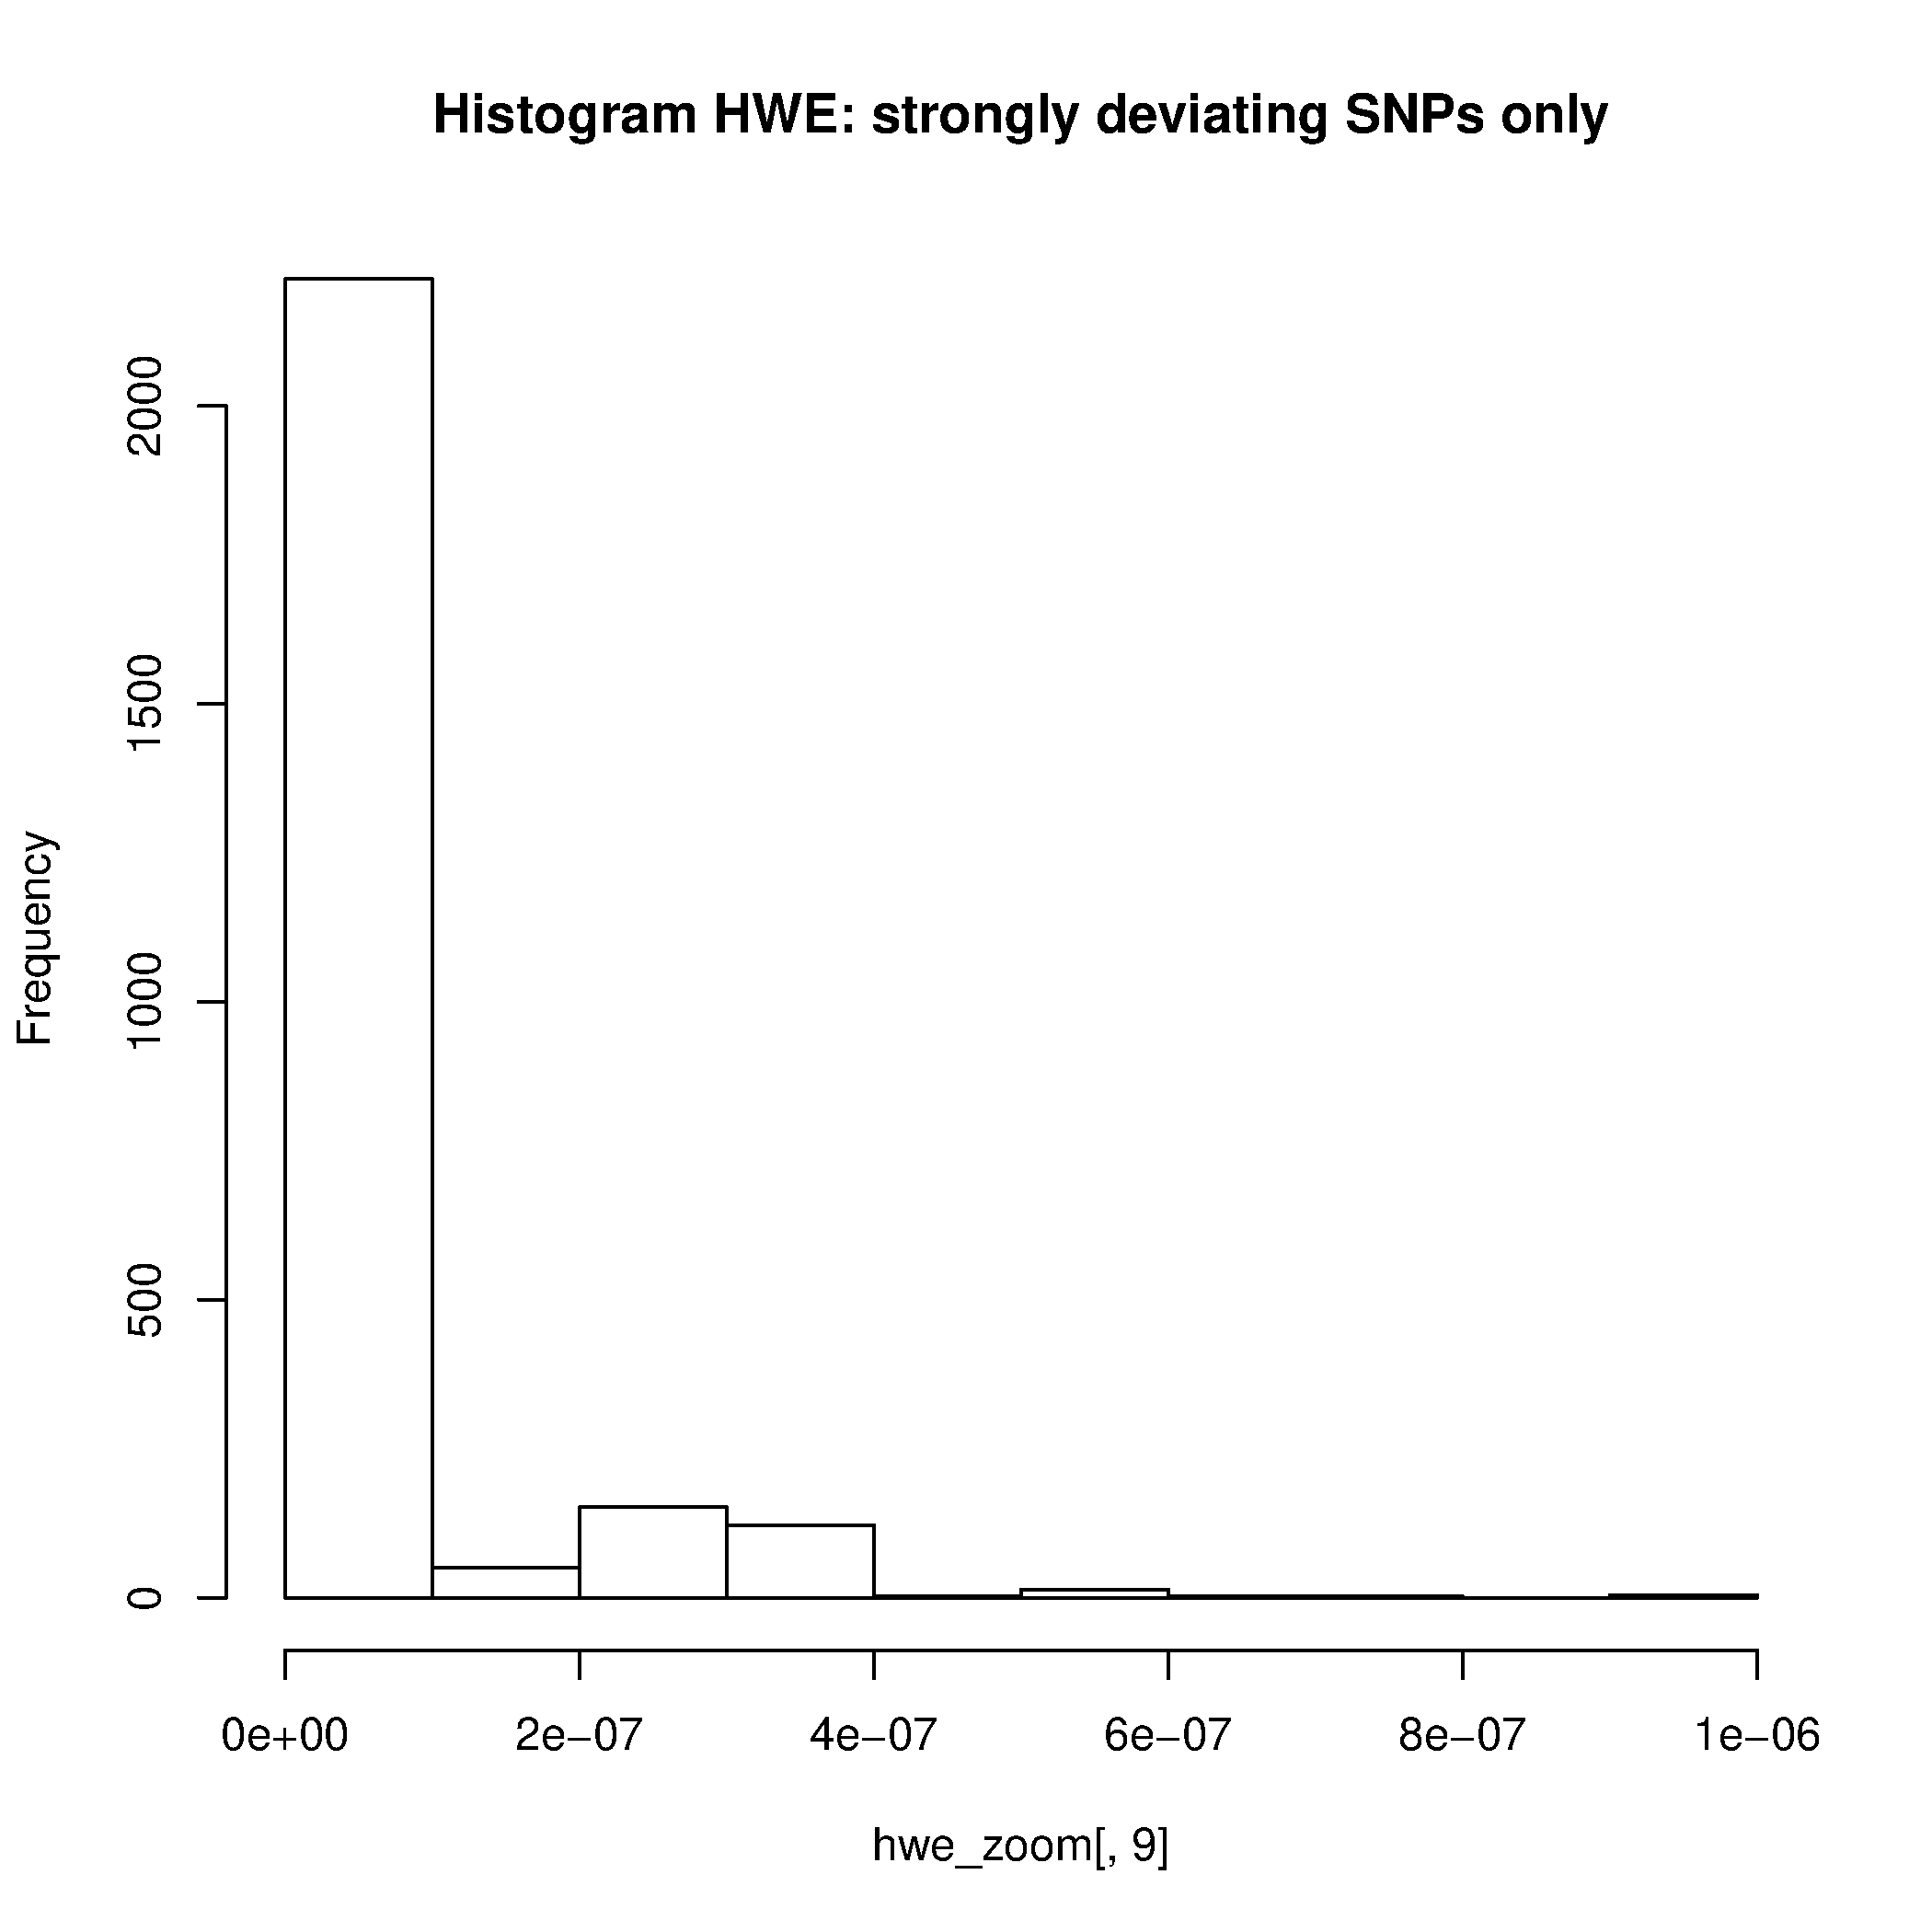 Histogram HWE: strongly deviating SNPs only
Frequency
2000
1500
1000
500
0
0e+00 2e−07 4e−07 6e−07 8e−07 1e−06
hwe_zoom[, 9]